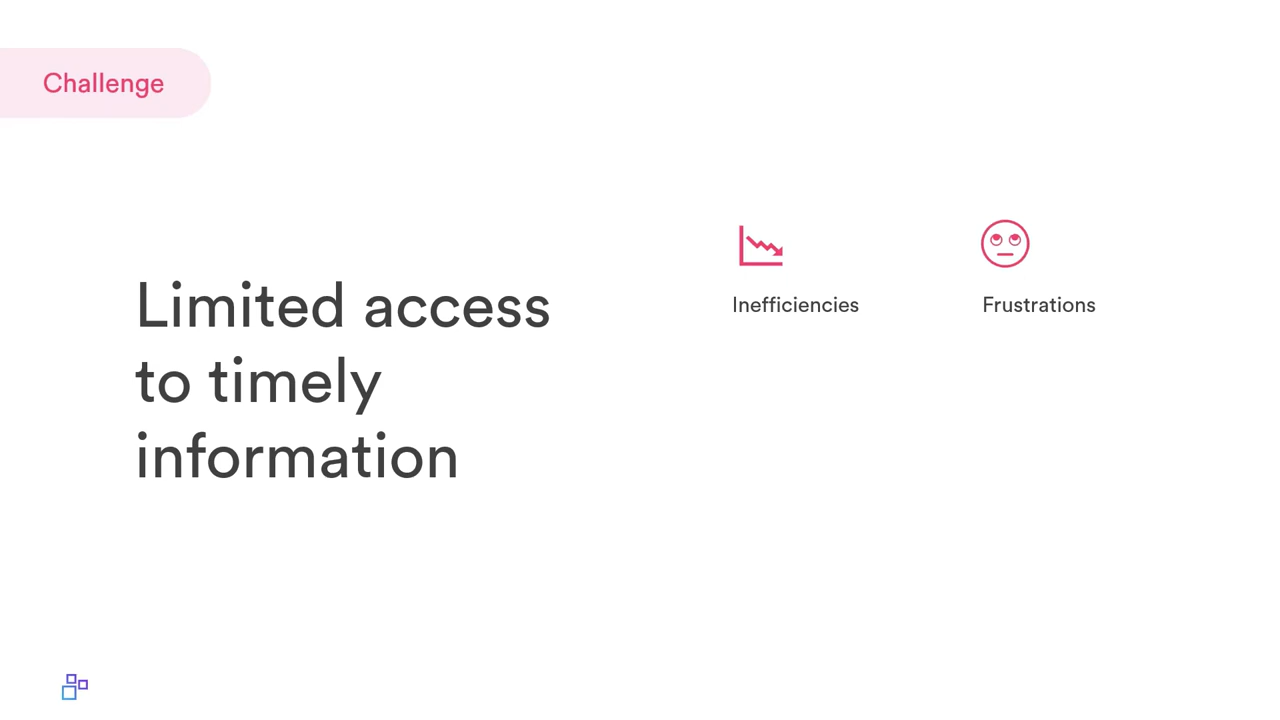 Challenge
Limited access
to timely
information
Inefficiencies
Frustrations